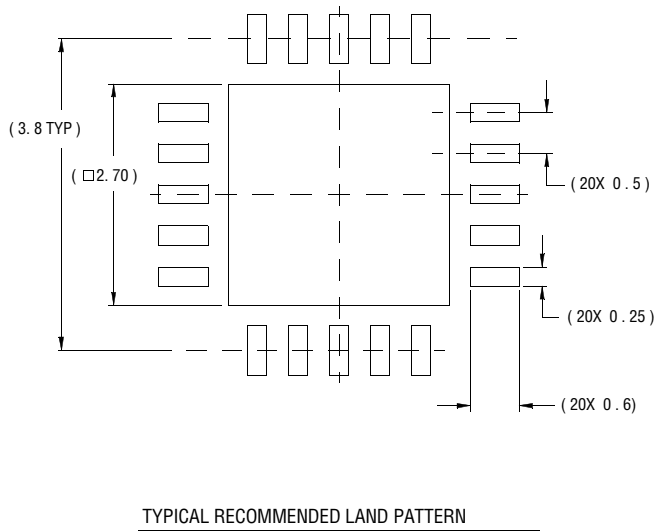 ( 3. 8 TYP )
( □2. 70 )
( 20X 0 . 5 )
( 20X 0 . 25 )
( 20X 0 . 6)
TYPICAL RECOMMENDED LAND PATTERN